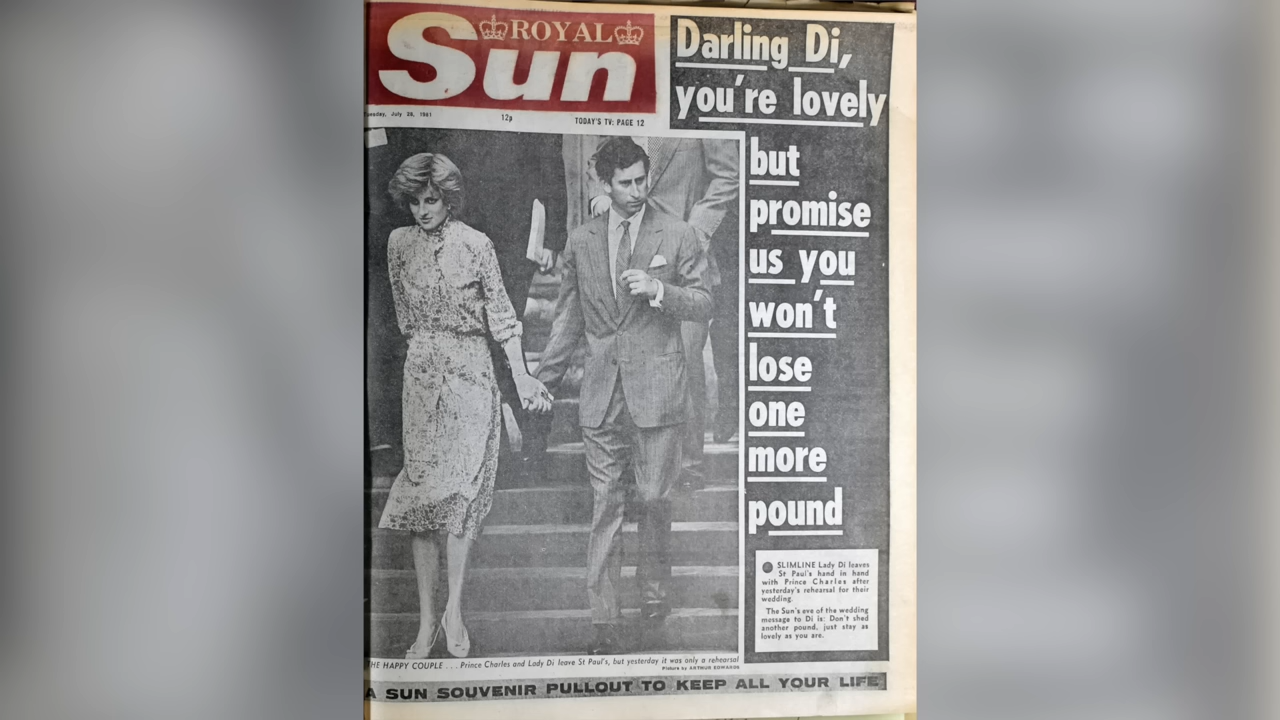 ROYAL
Sun
Tuesday, July 28, 1981
12p
TODAY'S TV: PAGE 12
Darling Di,
you're lovely
but
promise
us you
won't
lose
one
more
pound
SLIMLINE Lady Di leaves
St Paul's hand in hand
with Prince Charles after
yesterday's rehearsal for their
wedding.
The Sun's eve of the wedding
message to Di is: Don't shed
another pound, just stay as
lovely as you are.
THE HAPPY COUPLE . . . Prince Charles and Lady Di leave St Paul's, but yesterday it was only a rehearsal
Picture by ARTHUR EDWARDS
A SUN SOUVENIR PULLOUT TO KEEP ALL YOUR LIFE